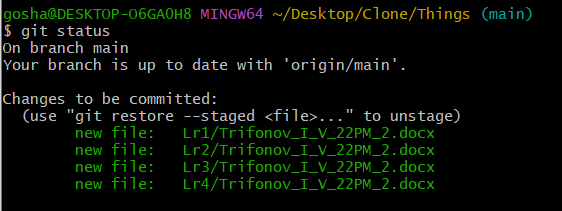 gosha@DESKTOP-O6GAOH8 MINGW64 ~/Desktop/Clone/Things (main)
$ git status
On branch main
Your branch is up to date with 'origin/main'.
Changes to be committed:
(use "git restore --staged <file>..." to unstage)
new file: Lr1/Trifonov_I_V_22PM_2.docx
new file: Lr2/Trifonov_I_V_22PM_2.docx
new file: Lr3/Trifonov_I_V_22PM_2.docx
new file: Lr4/Trifonov_I_V_22PM_2.docx